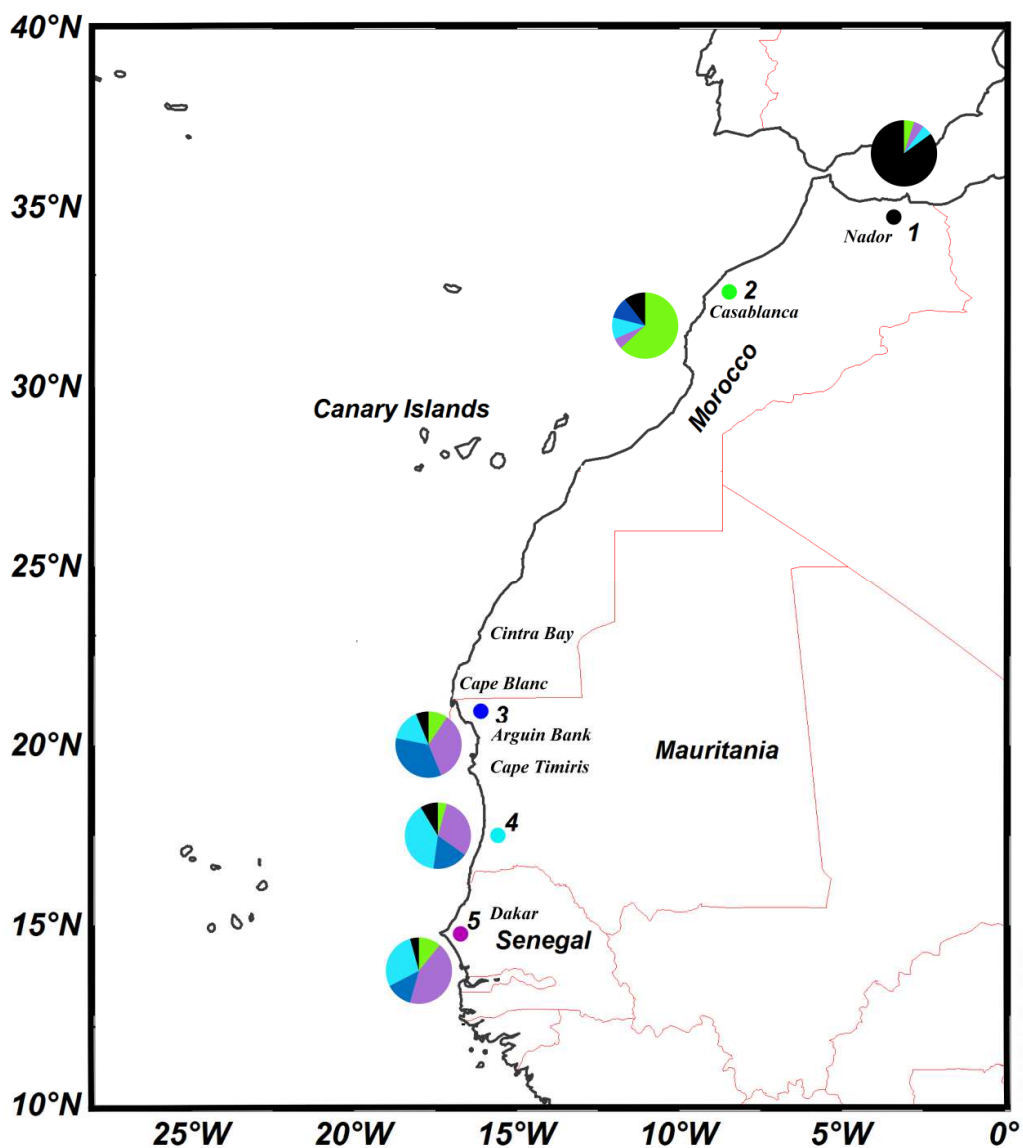 40°N
35°N
Nador 1
2
Casablanca
Morocco
30°N
Canary Islands
25°N
Cintra Bay
Cape Blanc
3
Arguin Bank
20°N
Cape Timiris
Mauritania
4
15°N
5 Dakar
Senegal
10°N
25°W 20°W 15°W 10°W 5°W 0°